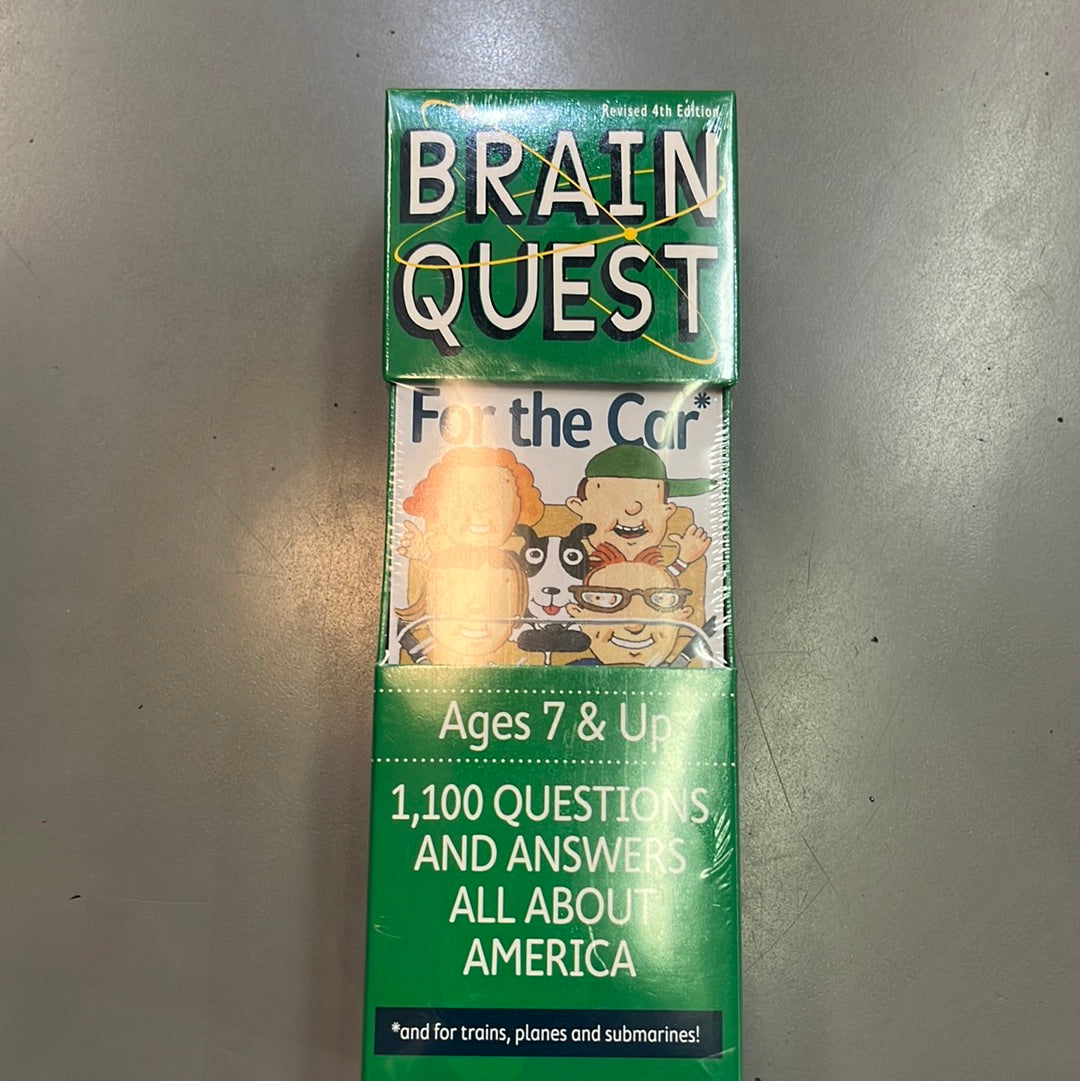 Revised 4th Edition
BRAIN
QUEST
For the Car*
Ages 7 & Up
1,100 QUESTIONS
AND ANSWERS
ALL ABOUT
AMERICA
*and for trains, planes and submarines!